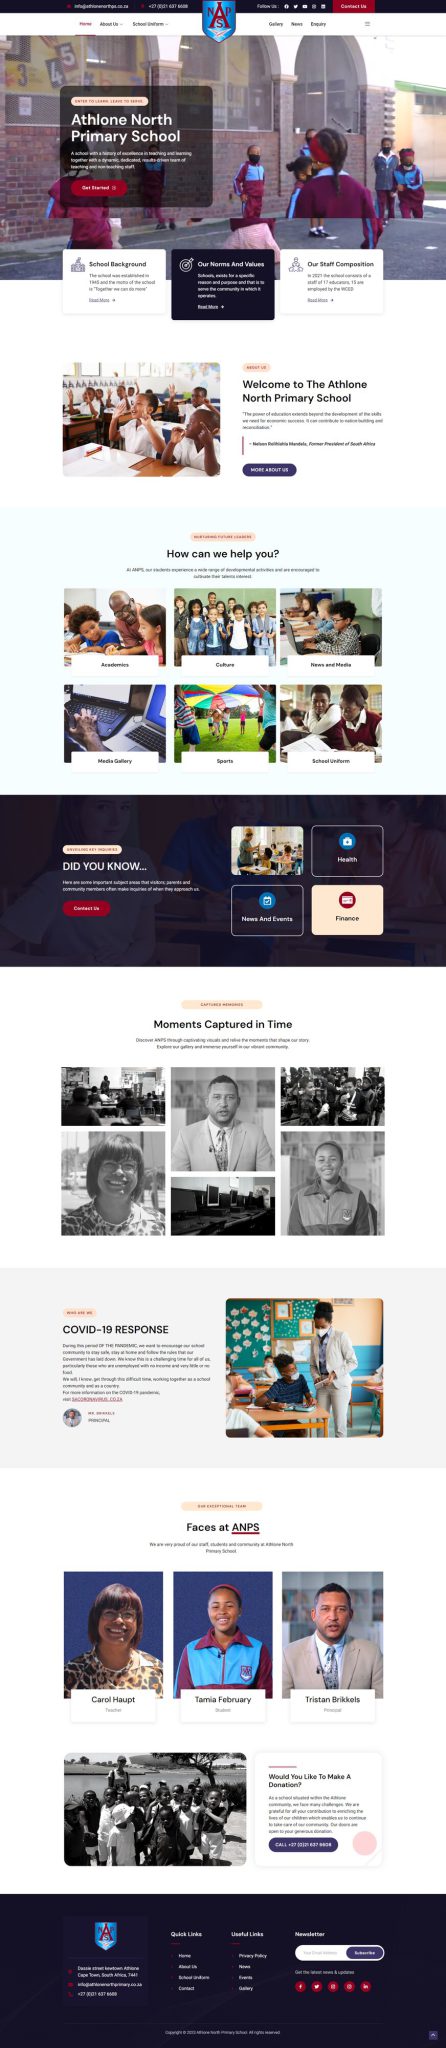 info@athlonenorthps.co.za +27 (0)21 637 6608 Follow Us : Contact Us
Home About Us School Uniform Gallery News Enquiry
N A P S
ENTER TO LEARN. LEAVE TO SERVE.
Athlone North
Primary School
A school with a history of excellence in teaching and learning
together with a dynamic, dedicated, results-driven team of
teaching and non-teaching staff.
Get Started
School Background
The school was established in
1945 and the motto of the school
is "Together we can do more"
Read More
Our Norms And Values
Schools, exists for a specific
reason and purpose and that is to
serve the community in which it
operates.
Read More
Our Staff Composition
In 2021 the school consists of a
staff of 17 educators, 15 are
employed by the WCED
Read More
ABOUT US
Welcome to The Athlone
North Primary School
"The power of education extends beyond the development of the skills
we need for economic success. It can contribute to nation-building and
reconciliation."
– Nelson Rolihlahla Mandela, Former President of South Africa
MORE ABOUT US
NURTURING FUTURE LEADERS
How can we help you?
At ANPS, our students experience a wide range of developmental activities and are encouraged to
cultivate their talents interest.
Academics
Culture
News and Media
Media Gallery
Sports
School Uniform
UNVEILING KEY INQUIRIES
DID YOU KNOW...
Here are some important subject areas that visitors, parents and
community members often make inquiries of when they approach us.
Contact Us
Health
News And Events
Finance
CAPTURED MEMORIES
Moments Captured in Time
Discover ANPS through captivating visuals and relive the moments that shape our story.
Explore our gallery and immerse yourself in our vibrant community.
WHO ARE WE
COVID-19 RESPONSE
During this period OF THE PANDEMIC, we want to encourage our school
community to stay safe, stay at home and follow the rules that our
Government has laid down. We know this is a challenging time for all of us,
particularly those who are unemployed with no income and very little or no
food.
We will, I know, get through this difficult time, working together as a school
community and as a country.
For more information on the COVID-19 pandemic,
visit SACORONAVIRUS.CO.ZA
MR. BRIKKELS
PRINCIPAL
OUR EXCEPTIONAL TEAM
Faces at ANPS
We are very proud of our staff, students and community at Athlone North
Primary School
Carol Haupt
Teacher
Tamia February
Student
Tristan Brikkels
Principal
Would You Like To Make A
Donation?
As a school situated within the Athlone
community, we face many challenges. We are
grateful for all your contribution to enriching the
lives of our children which enables us to continue
to take care of our community. Our doors are
open to your generous donation.
CALL +27 (0)21 637 6608
Dassie street kewtown Athlone
Cape Town, South Africa, 7441
info@athlonenorthprimary.co.za
+27 (0)21 637 6608
Quick Links
Home
About Us
School Uniform
Contact
Useful Links
Privacy Policy
News
Events
Gallery
Newsletter
Your Email Address Subscribe
Get the latest news & updates
Copyright © 2023 Athlone North Primary School. All rights reserved.